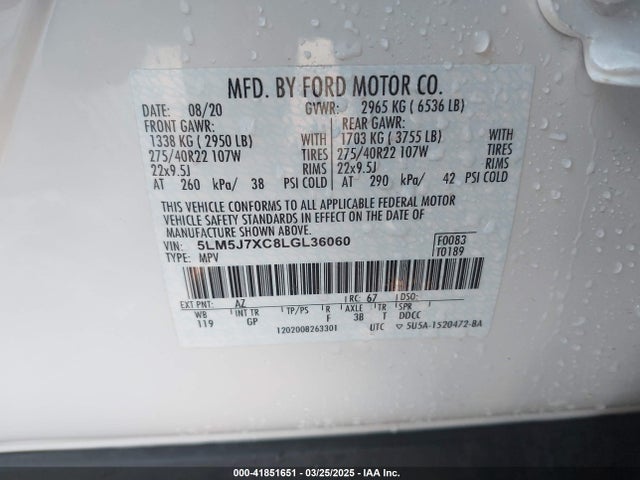 MFD. BY FORD MOTOR CO.
DATE: 08/20 GVWR: 2965 KG ( 6536 LB)
FRONT GAWR: REAR GAWR:
1338 KG ( 2950 LB) WITH 1703 KG ( 3755 LB) WITH
275/40R22 107W TIRES 275/40R22 107W TIRES
22x9.5J RIMS 22x9.5J RIMS
AT 260 kPa/ 38 PSI COLD AT 290 kPa/ 42 PSI COLD
THIS VEHICLE CONFORMS TO ALL APPLICABLE FEDERAL MOTOR
VEHICLE SAFETY AND THEFT PREVENTION STANDARDS IN EFFECT ON THE DATE OF
MANUFACTURE SHOWN ABOVE.
VIN: 5LM5J7XC8LGL36060 F0083
TYPE: MPV T0189
EXT PNT: AZ RC: 67 DSO:
WB INT TR TP/PS R AXLE TR SPR
119 GP F 3B T DDCC
1202008263301 UTC 5U5A-1520472-BA
000-41851651 - 03/25/2025 - IAA Inc.